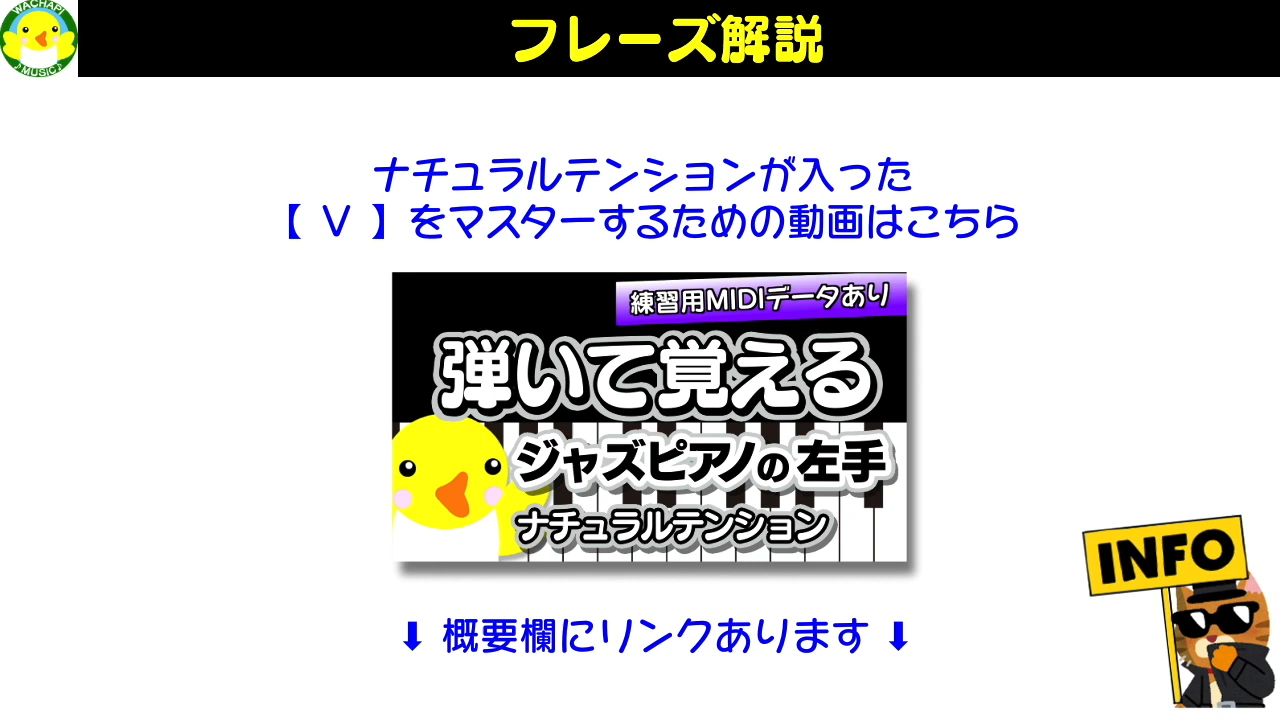 WACHAPI
♪MUSIC♪
フレーズ解説
ナチュラルテンションが入った
【 Ⅴ 】をマスターするための動画はこちら
練習用MIDIデータあり
弾いて覚える
ジャズピアノの左手
ナチュラルテンション
INFO
⬇ 概要欄にリンクあります ⬇